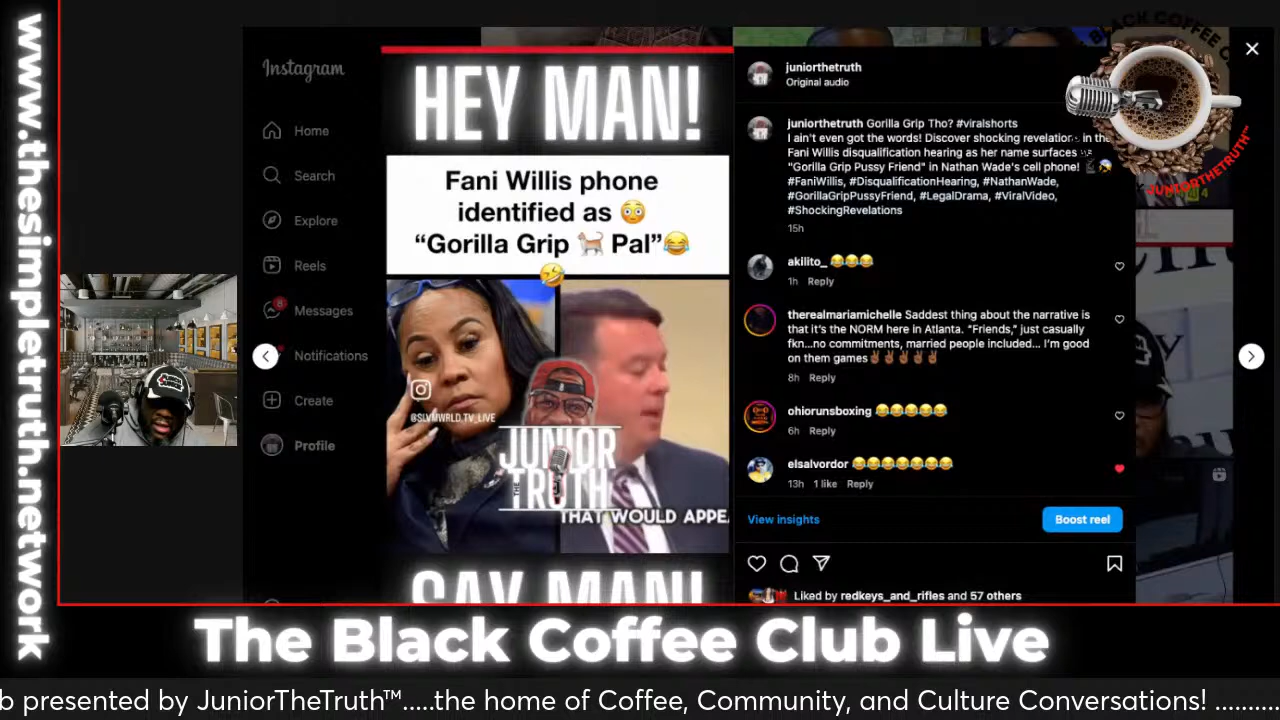 www.thesimpletruth.network
Instagram
Home
Search
Explore
Reels
8
Messages
Notifications
Create
Profile
HEY MAN!
Fani Willis phone
identified as 😳
“Gorilla Grip 🐈 Pal”😂
🤣
@SLVMWRLD.TV_LIVE
JUNIOR
THE
TRUTH
THAT WOULD APPE
SAY MAN!
juniorthetruth
Original audio
juniorthetruth Gorilla Grip Tho? #viralshorts
I ain't even got the words! Discover shocking revelations in the
Fani Willis disqualification hearing as her name surfaces as
"Gorilla Grip Pussy Friend" in Nathan Wade's cell phone!
#FaniWillis, #DisqualificationHearing, #NathanWade,
#GorillaGripPussyFriend, #LegalDrama, #ViralVideo,
#ShockingRevelations
15h
akilito_ 😂😂😂
1h Reply
therealmariamichelle Saddest thing about the narrative is
that it's the NORM here in Atlanta. “Friends,” just casually
fkn...no commitments, married people included... I'm good
on them games✌🏾✌🏾✌🏾✌🏾✌🏾
8h Reply
ohiorunsboxing 😂😂😂😂😂
6h Reply
elsalvordor 😂😂😂😂😂😂😂
13h 1 like Reply
View insights
Boost reel
Liked by redkeys_and_rifles and 57 others
BLACK COFFEE C
JUNIORTHETRUTH™
The Black Coffee Club Live
b presented by JuniorTheTruth™.....the home of Coffee, Community, and Culture Conversations! ..........